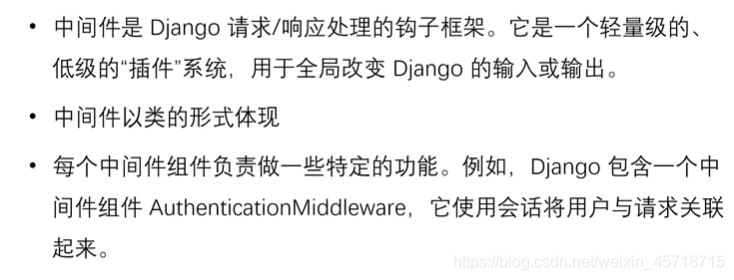 • 中间件是 Django 请求/响应处理的钩子框架。它是一个轻量级的、
低级的“插件”系统，用于全局改变 Django 的输入或输出。
• 中间件以类的形式体现
• 每个中间件组件负责做一些特定的功能。例如，Django 包含一个中
间件组件 AuthenticationMiddleware，它使用会话将用户与请求关联
起来。
https://blog.csdn.net/weixin_45718715